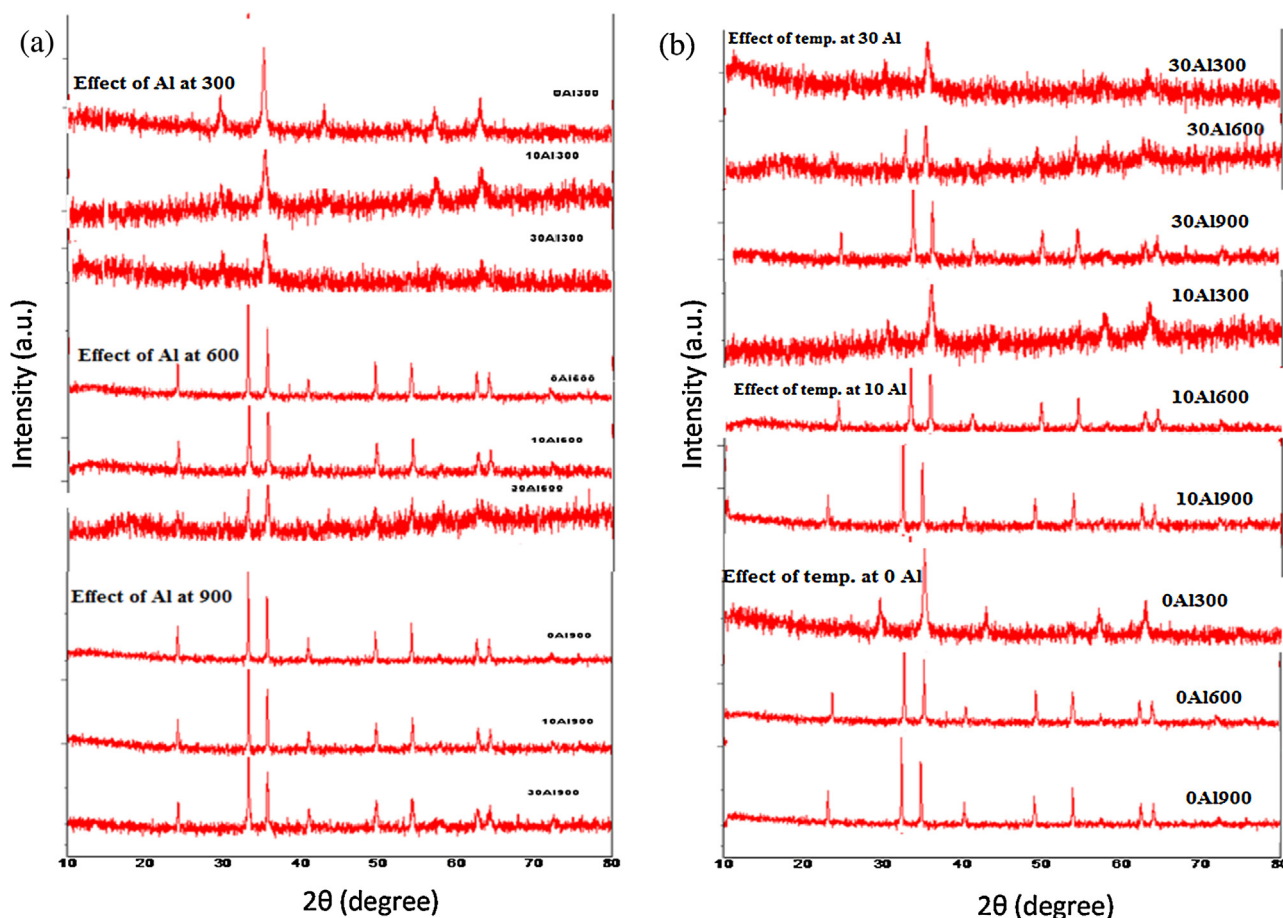 (a)
Effect of Al at 300
0Al300
10Al300
30Al300
Effect of Al at 600
0Al600
10Al600
30Al600
Effect of Al at 900
0Al900
10Al900
30Al900
Intensity (a.u.)
10 20 30 40 50 60 70 80
2θ (degree)
(b)
Effect of temp. at 30 Al
30Al300
30Al600
30Al900
10Al300
Effect of temp. at 10 Al
10Al600
10Al900
Effect of temp. at 0 Al
0Al300
0Al600
0Al900
Intensity (a.u.)
10 20 30 40 50 60 70 80
2θ (degree)